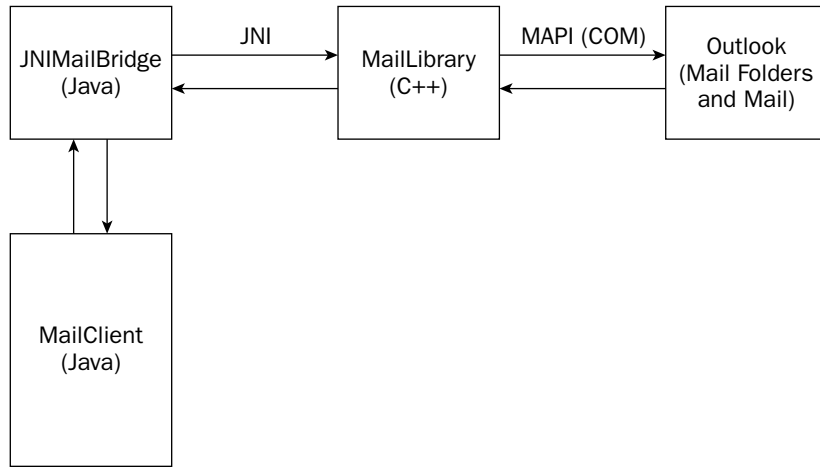 JNIMailBridge
(Java)
JNI
MailLibrary
(C++)
MAPI (COM)
Outlook
(Mail Folders
and Mail)
MailClient
(Java)